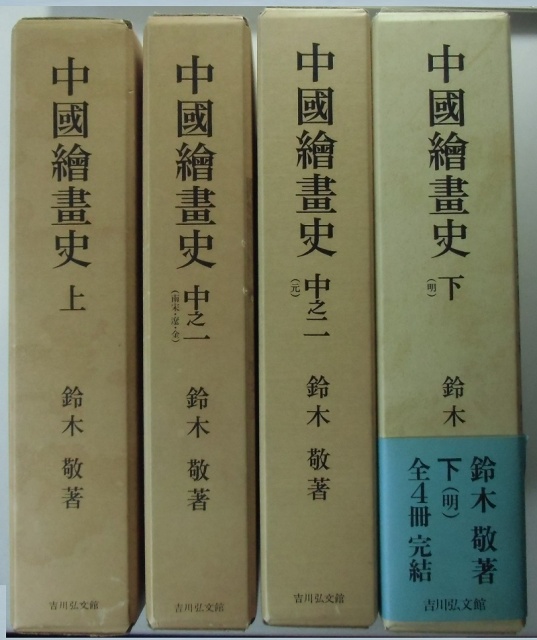 中國繪畫史 上
鈴木 敬著
吉川弘文館
中國繪畫史 中之一
(南宋・遼・金)
鈴木 敬著
吉川弘文館
中國繪畫史 中之二
(元)
鈴木 敬著
吉川弘文館
中國繪畫史 下
(明)
鈴木
鈴木 敬著
下(明)
全4冊 完結
吉川弘文館